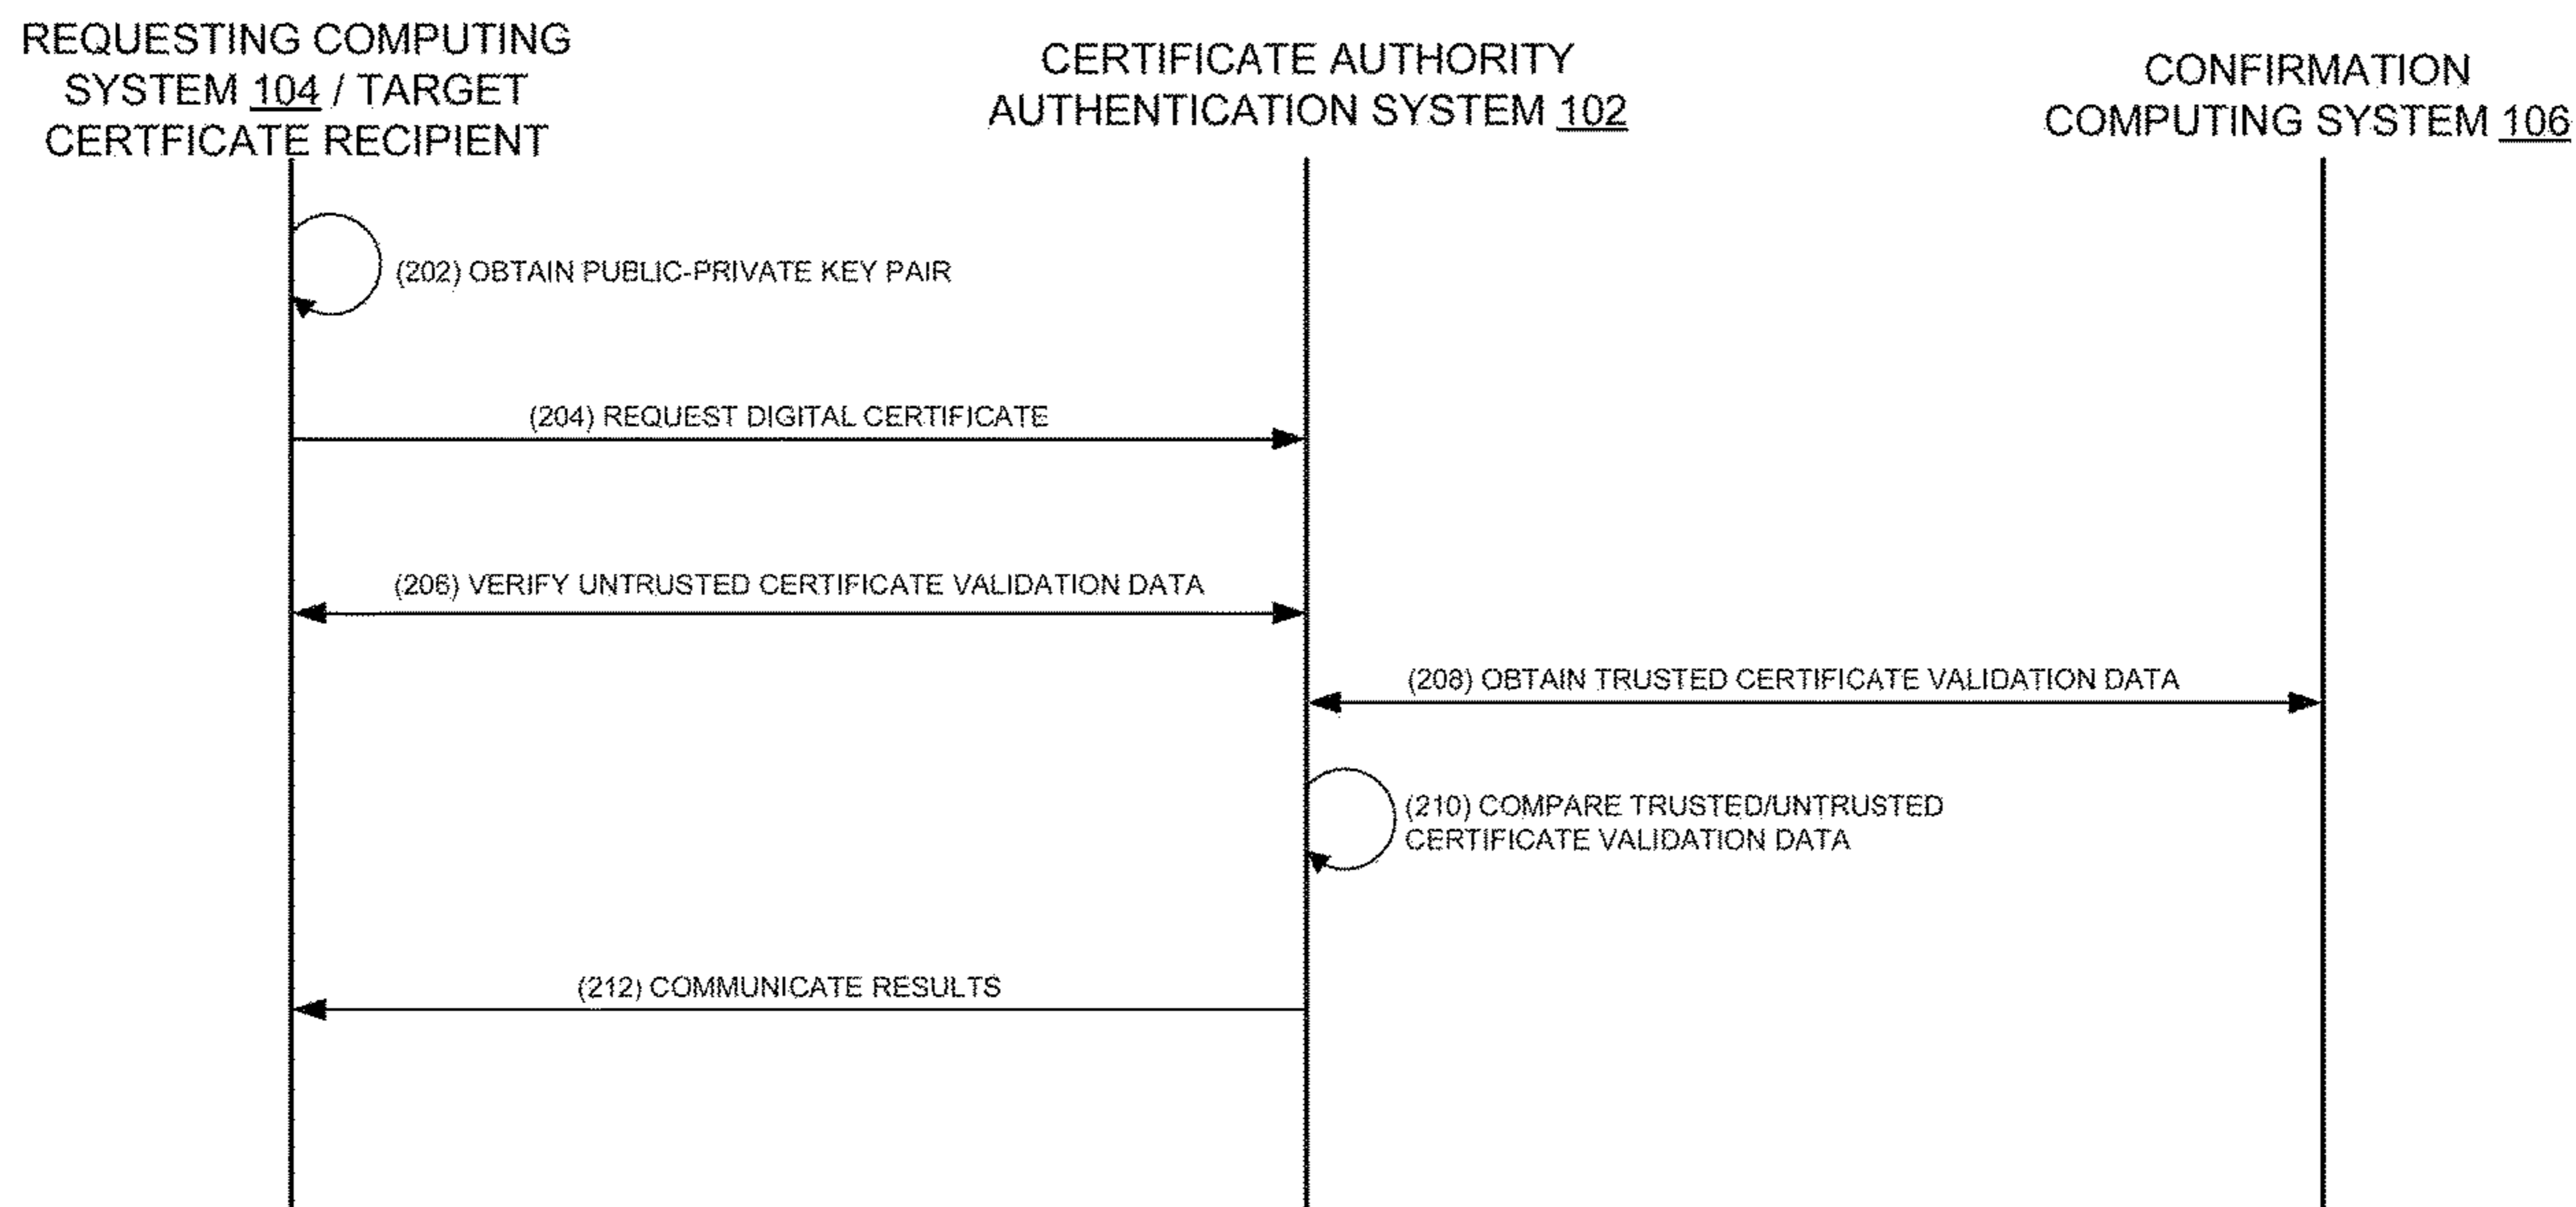 REQUESTING COMPUTING
SYSTEM 104 / TARGET
CERTFICATE RECIPIENT
CERTIFICATE AUTHORITY
AUTHENTICATION SYSTEM 102
CONFIRMATION
COMPUTING SYSTEM 106
(202) OBTAIN PUBLIC-PRIVATE KEY PAIR
(204) REQUEST DIGITAL CERTIFICATE
(206) VERIFY UNTRUSTED CERTIFICATE VALIDATION DATA
(208) OBTAIN TRUSTED CERTIFICATE VALIDATION DATA
(210) COMPARE TRUSTED/UNTRUSTED
CERTIFICATE VALIDATION DATA
(212) COMMUNICATE RESULTS